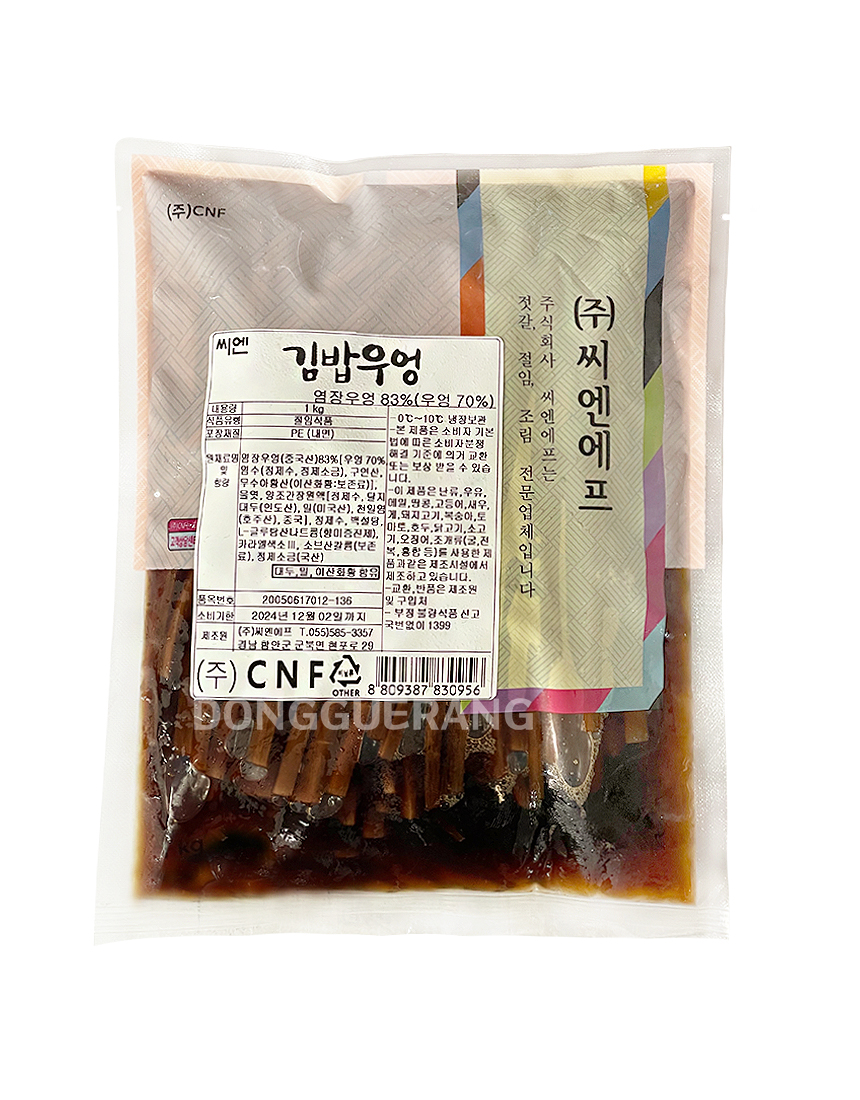 (주)CNF
(주)씨엔에프
주식회사 씨엔에프는
젓갈, 절임, 조림 전문업체입니다
씨엔 김밥우엉
염장우엉 83%(우엉 70%)
내용량 1 kg
식품유형 절임식품
포장재질 PE (내면)
원재료명 및 함량
염장우엉(중국산)83%[우엉 70%
염수(정제수, 정제소금), 구연산,
무수아황산(이산화황:보존료)],
물엿, 양조간장원액[정제수, 탈지
대두(인도산), 밀(미국산), 천일염
(호주산), 중국], 정제수, 백설탕,
L-글루탐산나트륨(향미증진제),
카라멜색소Ⅲ, 소브산칼륨(보존
료), 정제소금(국산)
대두,밀,이산화황 함유
- 0℃~10℃ 냉장보관
-본 제품은 소비자 기본
법에 따른 소비자분쟁
해결 기준에 의거 교환
또는 보상 받을 수 있습
니다.
-이 제품은 난류,우유,
메밀,땅콩,고등어,새우,
게,돼지고기,복숭아,토
마토,호두,닭고기,소고
기,오징어,조개류(굴,전
복,홍합 등)를 사용한 제
품과같은 제조시설에서
제조하고 있습니다.
-교환,반품은 제조원
및 구입처
- 부정 불량식품 신고
국번없이 1399
품목번호 20050617012-136
소비기한 2024년 12월 02일까지
제조원 (주)씨엔에프 T.055)585-3357
경남 함안군 군북면 현포로 29
(주) CNF
OTHER
8 809387 830956
DONGGUERANG
kg